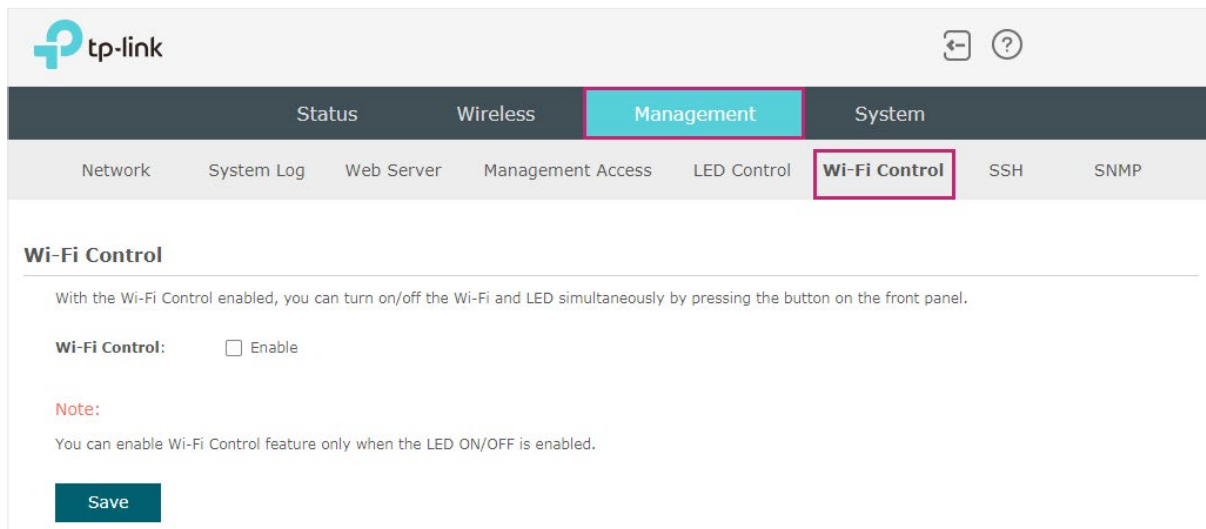 tp-link
?
Status Wireless Management System
Network System Log Web Server Management Access LED Control Wi-Fi Control SSH SNMP
Wi-Fi Control
With the Wi-Fi Control enabled, you can turn on/off the Wi-Fi and LED simultaneously by pressing the button on the front panel.
Wi-Fi Control: Enable
Note:
You can enable Wi-Fi Control feature only when the LED ON/OFF is enabled.
Save